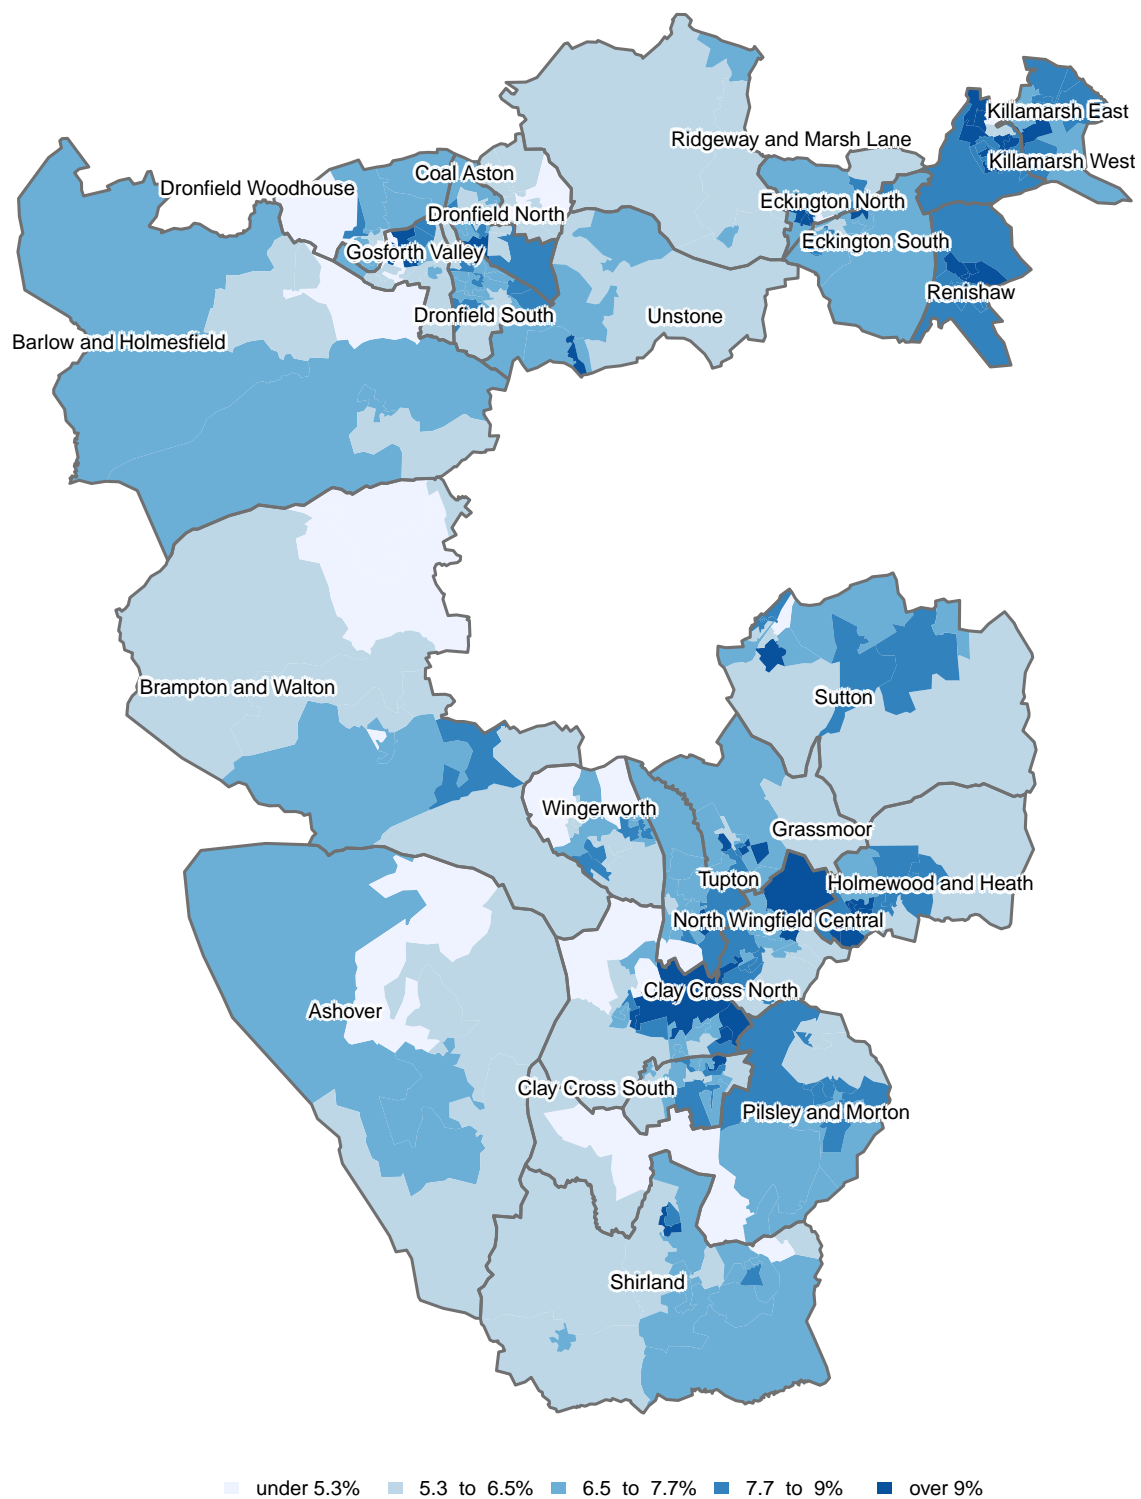 Killamarsh East
Ridgeway and Marsh Lane
Killamarsh West
Coal Aston
Dronfield Woodhouse
Eckington North
Dronfield North
Eckington South
Gosforth Valley
Renishaw
Dronfield South
Unstone
Barlow and Holmesfield
Brampton and Walton
Sutton
Wingerworth
Grassmoor
Tupton
Holmewood and Heath
North Wingfield Central
Clay Cross North
Ashover
Clay Cross South
Pilsley and Morton
Shirland
under 5.3% 5.3 to 6.5% 6.5 to 7.7% 7.7 to 9% over 9%